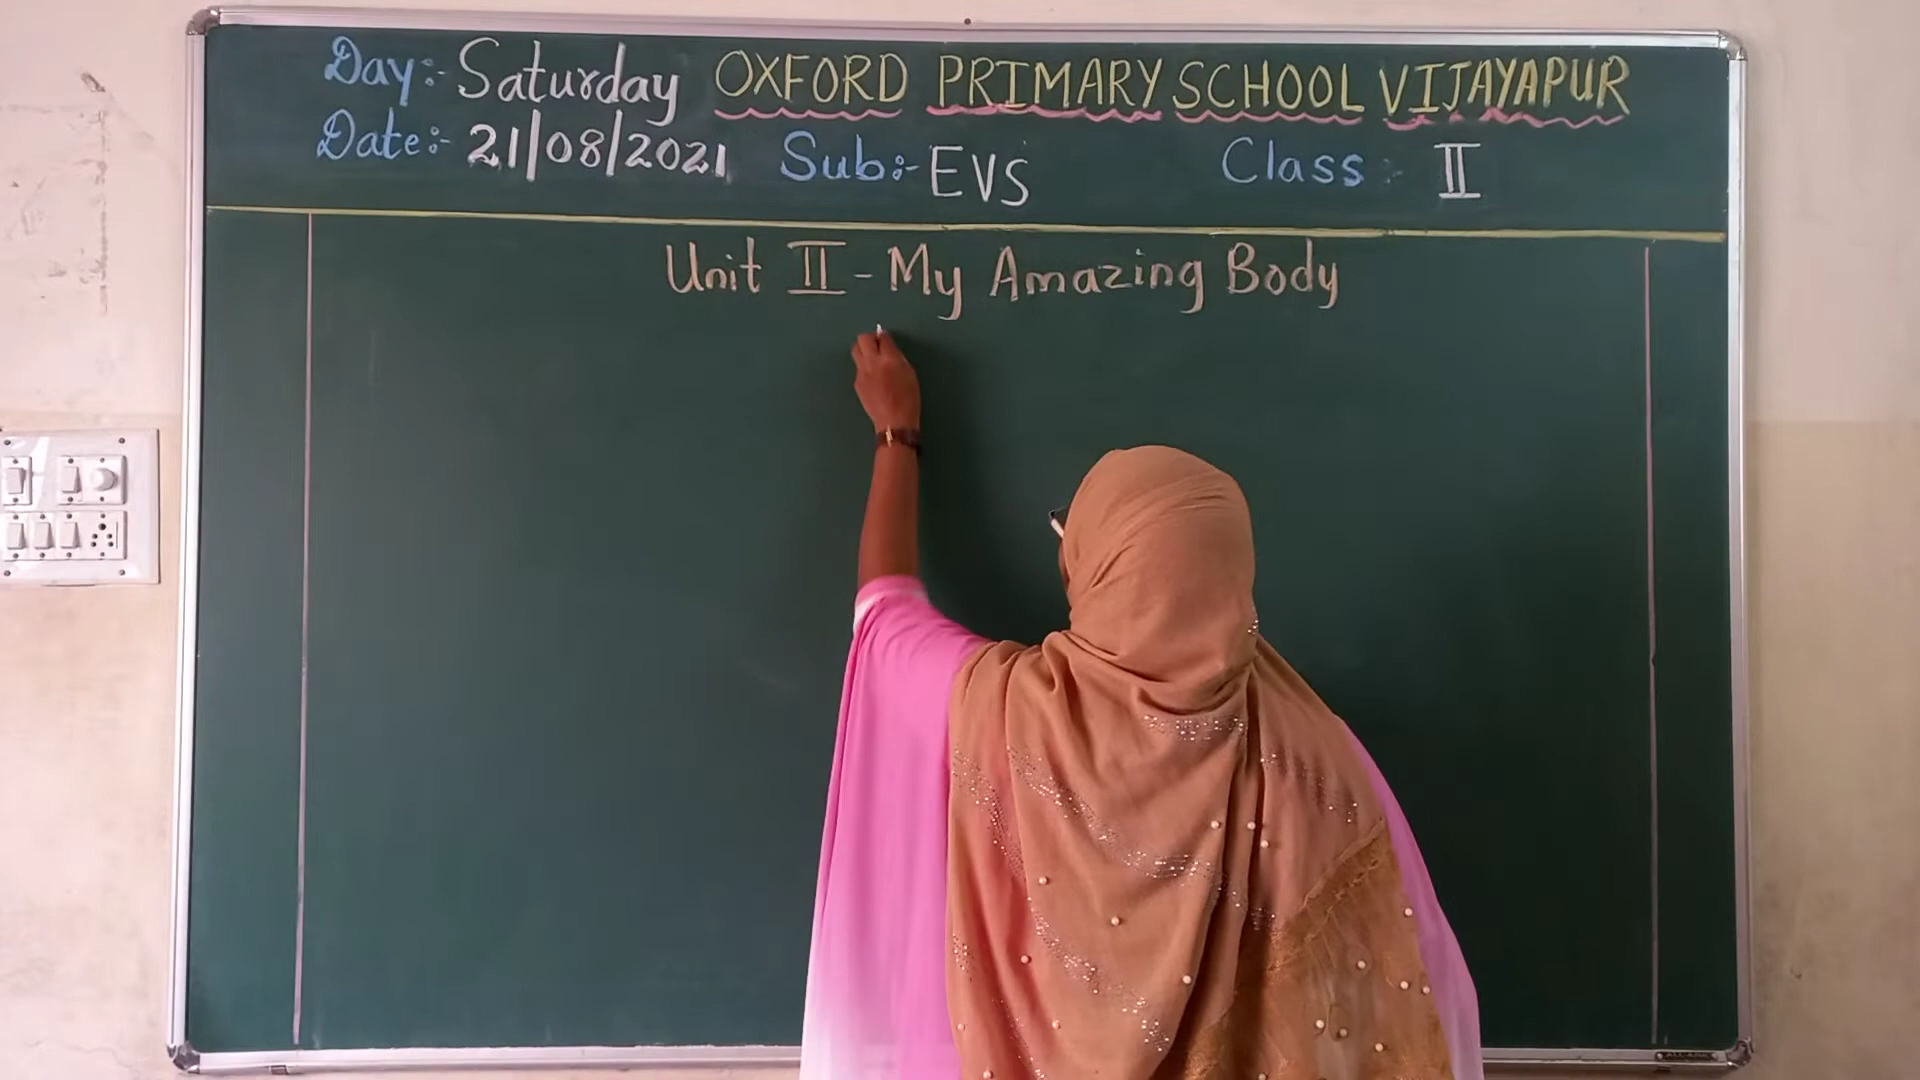 Day:- Saturday OXFORD PRIMARY SCHOOL VIJAYAPUR
Date:- 21/08/2021 Sub:- EVS Class:- II
Unit II - My Amazing Body